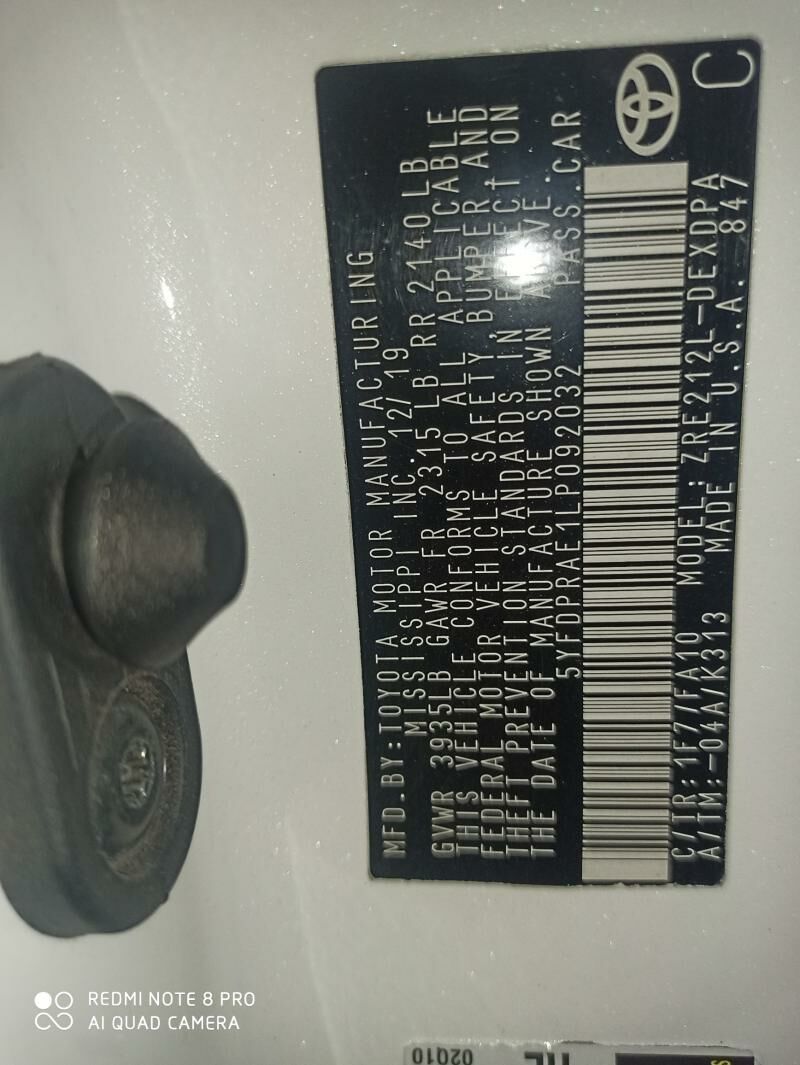 MFD.BY:TOYOTA MOTOR MANUFACTURING
MISSISSIPPI INC. 12/19
GVWR 3935LB GAWR FR 2315 LB RR 2140LB
THIS VEHICLE CONFORMS TO ALL APPLICABLE
FEDERAL MOTOR VEHICLE SAFETY BUMPER, AND
THEFT PREVENTION STANDARDS IN EFFECT ON
THE DATE OF MANUFACTURE SHOWN ABOVE.
5YFDPRAE1LP092032 PASS.CAR
C/TR: 1F7/FA10 MODEL: ZRE212L-DEXDPA
A/TM:-04A/K313 MADE IN U.S.A. 847
C
REDMI NOTE 8 PRO
AI QUAD CAMERA
02Q10